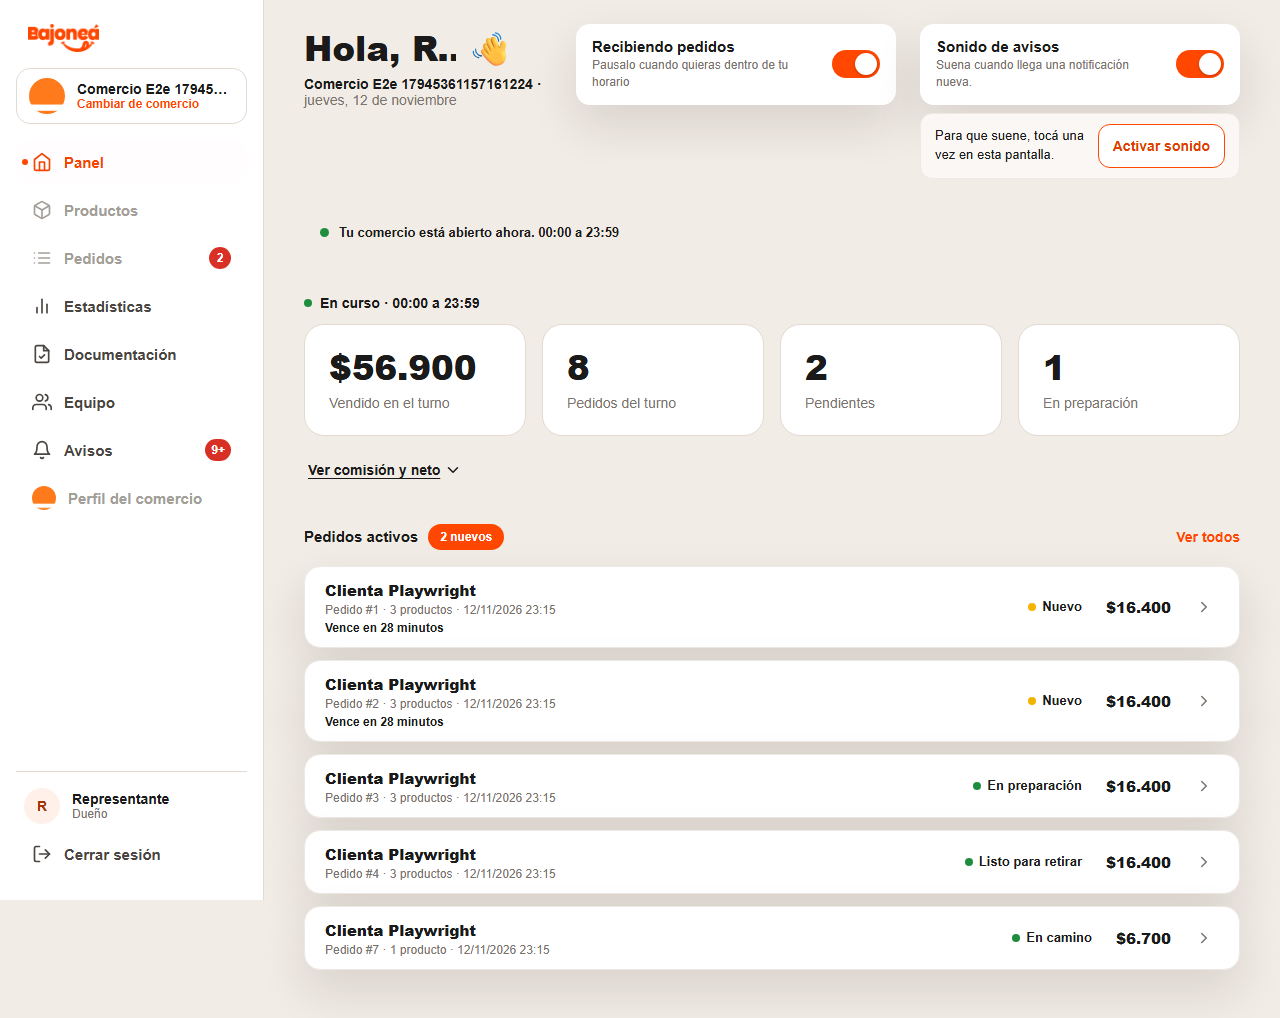 Bajoneá
Comercio E2e 17945...
Cambiar de comercio
Panel
Productos
Pedidos
2
Estadísticas
Documentación
Equipo
Avisos
9+
Perfil del comercio
R
Representante
Dueño
Cerrar sesión
Hola, R.. 👋
Comercio E2e 17945361157161224 ·
jueves, 12 de noviembre
Recibiendo pedidos
Pausalo cuando quieras dentro de tu
horario
Sonido de avisos
Suena cuando llega una notificación
nueva.
Para que suene, tocá una
vez en esta pantalla.
Activar sonido
Tu comercio está abierto ahora. 00:00 a 23:59
En curso · 00:00 a 23:59
$56.900
Vendido en el turno
8
Pedidos del turno
2
Pendientes
1
En preparación
Ver comisión y neto
Pedidos activos
2 nuevos
Ver todos
Clienta Playwright
Pedido #1 · 3 productos · 12/11/2026 23:15
Vence en 28 minutos
Nuevo
$16.400
Clienta Playwright
Pedido #2 · 3 productos · 12/11/2026 23:15
Vence en 28 minutos
Nuevo
$16.400
Clienta Playwright
Pedido #3 · 3 productos · 12/11/2026 23:15
En preparación
$16.400
Clienta Playwright
Pedido #4 · 3 productos · 12/11/2026 23:15
Listo para retirar
$16.400
Clienta Playwright
Pedido #7 · 1 producto · 12/11/2026 23:15
En camino
$6.700